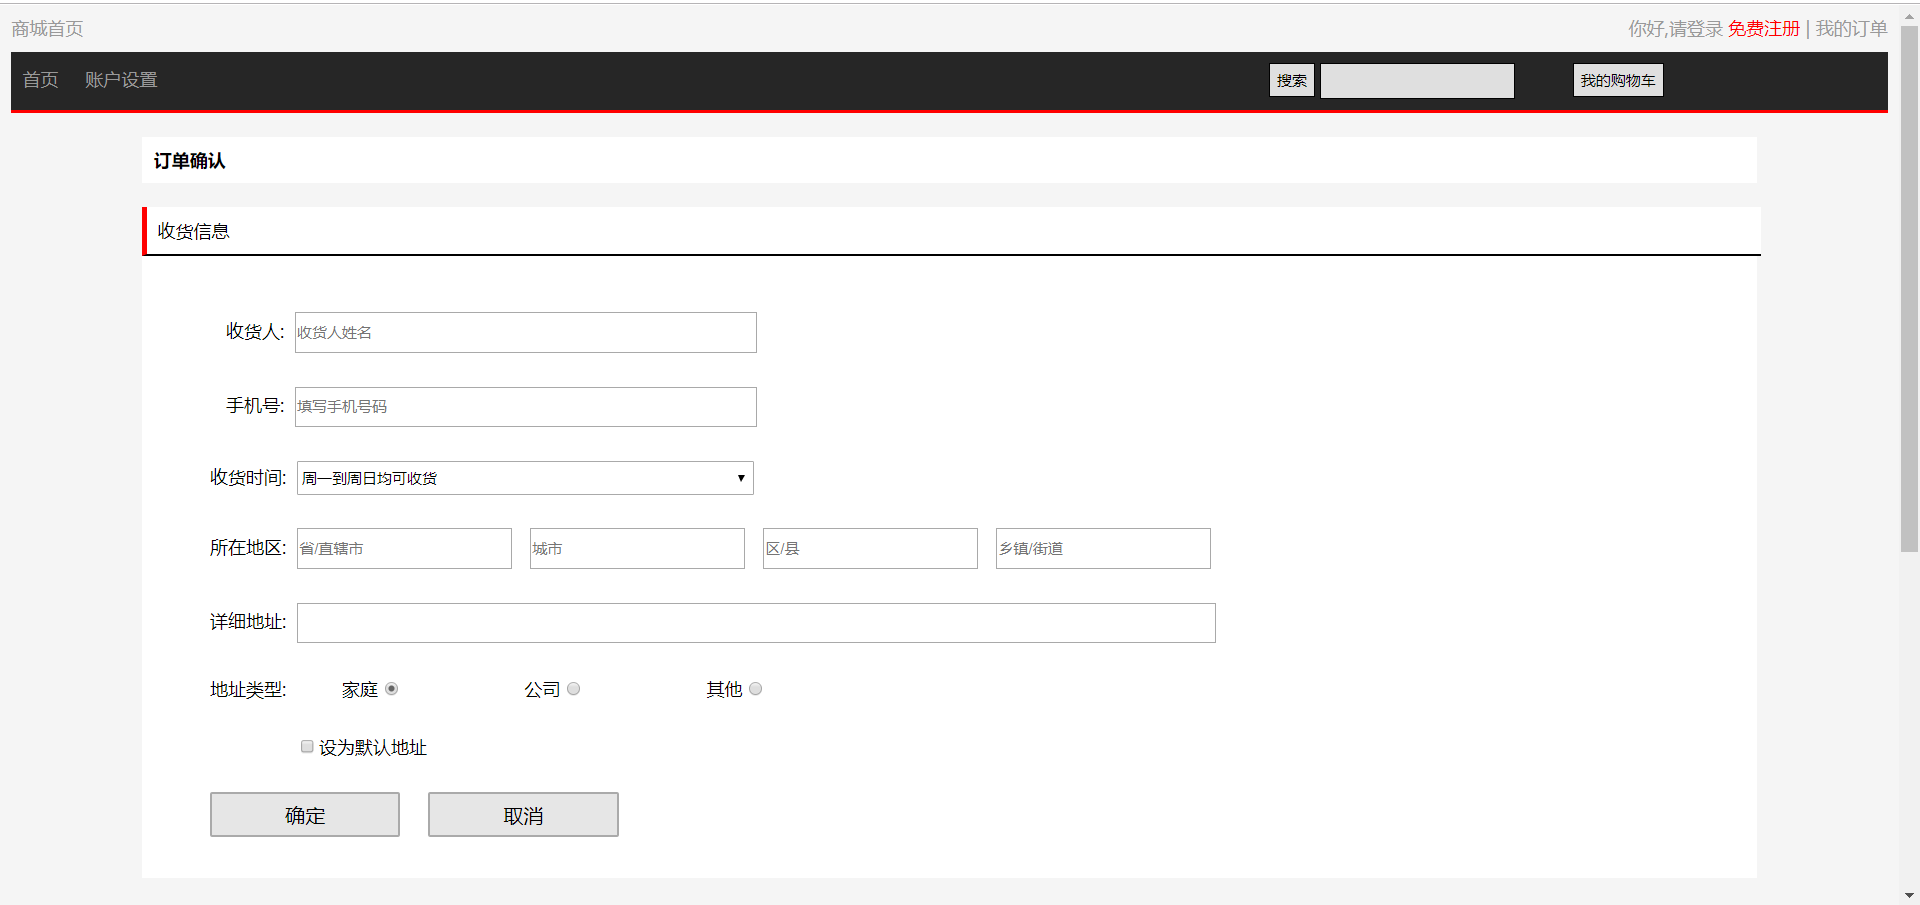 商城首页 你好,请登录 免费注册 | 我的订单
首页 账户设置 搜索 我的购物车
订单确认
收货信息
收货人: 收货人姓名
手机号: 填写手机号码
收货时间: 周一到周日均可收货
所在地区: 省/直辖市 城市 区/县 乡镇/街道
详细地址:
地址类型: 家庭 公司 其他
设为默认地址
确定 取消